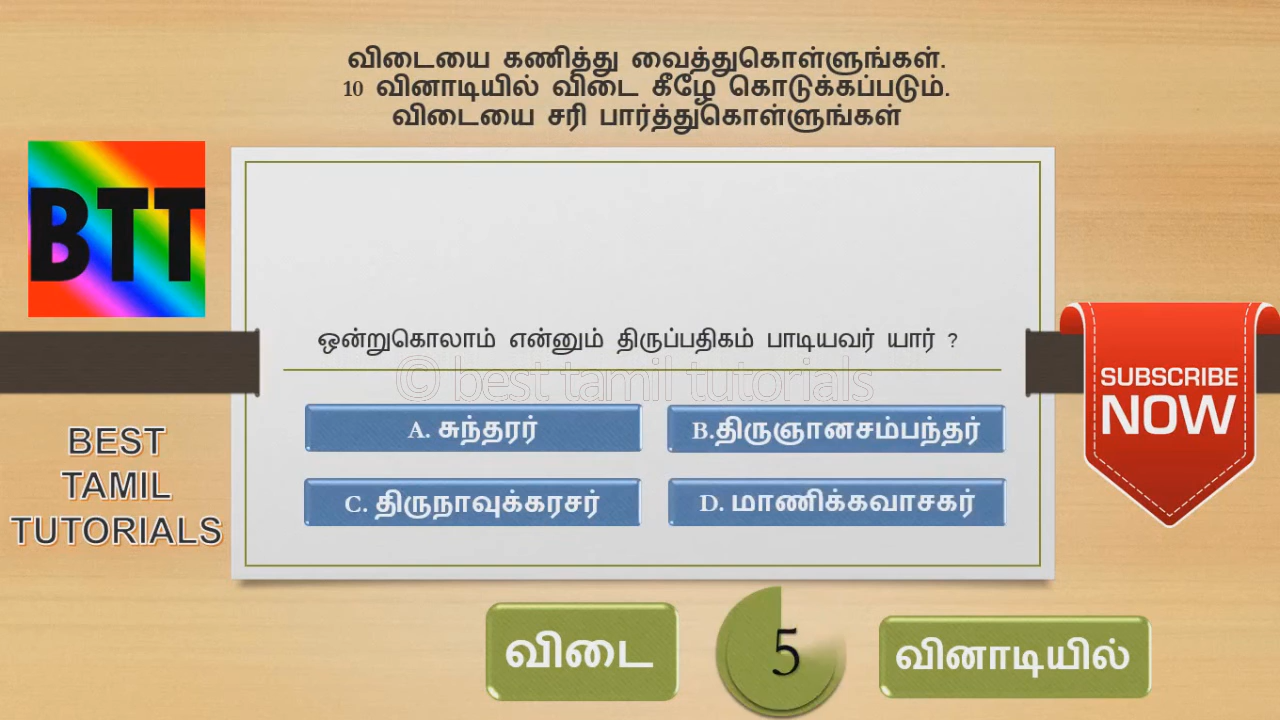 விடையை கணித்து வைத்துகொள்ளுங்கள்.
10 வினாடியில் விடை கீழே கொடுக்கப்படும்.
விடையை சரி பார்த்துகொள்ளுங்கள்
BTT
ஒன்றுகொலாம் என்னும் திருப்பதிகம் பாடியவர் யார் ?
© best tamil tutorials
SUBSCRIBE
NOW
A. சுந்தரர்
B.திருஞானசம்பந்தர்
BEST
TAMIL
TUTORIALS
C. திருநாவுக்கரசர்
D. மாணிக்கவாசகர்
விடை
5
வினாடியில்